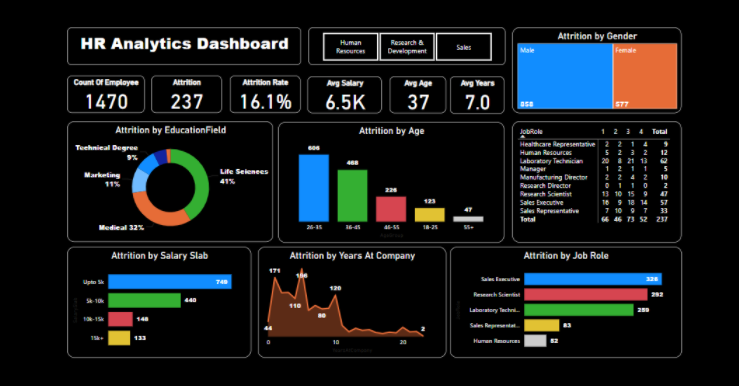 HR Analytics Dashboard
Human
Resources
Research &
Development
Sales
Attrition by Gender
Male
Female
858
577
Count Of Employee
1470
Attrition
237
Attrition Rate
16.1%
Avg Salary
6.5K
Avg Age
37
Avg Years
7.0
Attrition by EducationField
Technical Degree
9%
Marketing
11%
Life Sciences
41%
Medical 32%
Attrition by Age
606
468
226
123
47
26-35
36-45
46-55
18-25
55+
JobRole 1 2 3 4 Total
Healthcare Representative 2 2 1 4 9
Human Resources 5 2 3 2 12
Laboratory Technician 20 8 21 13 62
Manager 1 2 1 1 5
Manufacturing Director 2 2 4 2 10
Research Director 0 1 1 0 2
Research Scientist 13 10 15 9 47
Sales Executive 16 9 18 14 57
Sales Representative 7 10 9 7 33
Total 66 46 73 52 237
Attrition by Salary Slab
Upto 5k 749
5k-10k 440
10k-15k 148
15k+ 133
Attrition by Years At Company
171
196
110
120
80
44
2
0 10 20
Attrition by Job Role
Sales Executive 326
Research Scientist 292
Laboratory Techni... 259
Sales Representat... 83
Human Resources 52